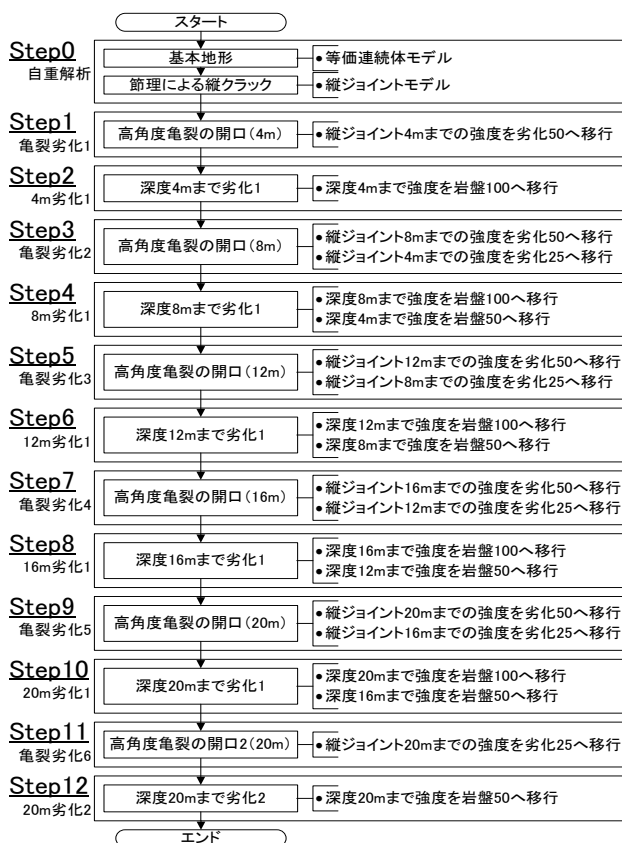 スタート
Step0
自重解析
基本地形
●等価連続体モデル
節理による縦クラック
●縦ジョイントモデル
Step1
亀裂劣化1
高角度亀裂の開口(4m)
●縦ジョイント4mまでの強度を劣化50へ移行
Step2
4m劣化1
深度4mまで劣化1
●深度4mまで強度を岩盤100へ移行
Step3
亀裂劣化2
高角度亀裂の開口(8m)
●縦ジョイント8mまでの強度を劣化50へ移行
●縦ジョイント4mまでの強度を劣化25へ移行
Step4
8m劣化1
深度8mまで劣化1
●深度8mまで強度を岩盤100へ移行
●深度4mまで強度を岩盤50へ移行
Step5
亀裂劣化3
高角度亀裂の開口(12m)
●縦ジョイント12mまでの強度を劣化50へ移行
●縦ジョイント8mまでの強度を劣化25へ移行
Step6
12m劣化1
深度12mまで劣化1
●深度12mまで強度を岩盤100へ移行
●深度8mまで強度を岩盤50へ移行
Step7
亀裂劣化4
高角度亀裂の開口(16m)
●縦ジョイント16mまでの強度を劣化50へ移行
●縦ジョイント12mまでの強度を劣化25へ移行
Step8
16m劣化1
深度16mまで劣化1
●深度16mまで強度を岩盤100へ移行
●深度12mまで強度を岩盤50へ移行
Step9
亀裂劣化5
高角度亀裂の開口(20m)
●縦ジョイント20mまでの強度を劣化50へ移行
●縦ジョイント16mまでの強度を劣化25へ移行
Step10
20m劣化1
深度20mまで劣化1
●深度20mまで強度を岩盤100へ移行
●深度16mまで強度を岩盤50へ移行
Step11
亀裂劣化6
高角度亀裂の開口2(20m)
●縦ジョイント20mまでの強度を劣化25へ移行
Step12
20m劣化2
深度20mまで劣化2
●深度20mまで強度を岩盤50へ移行
エンド